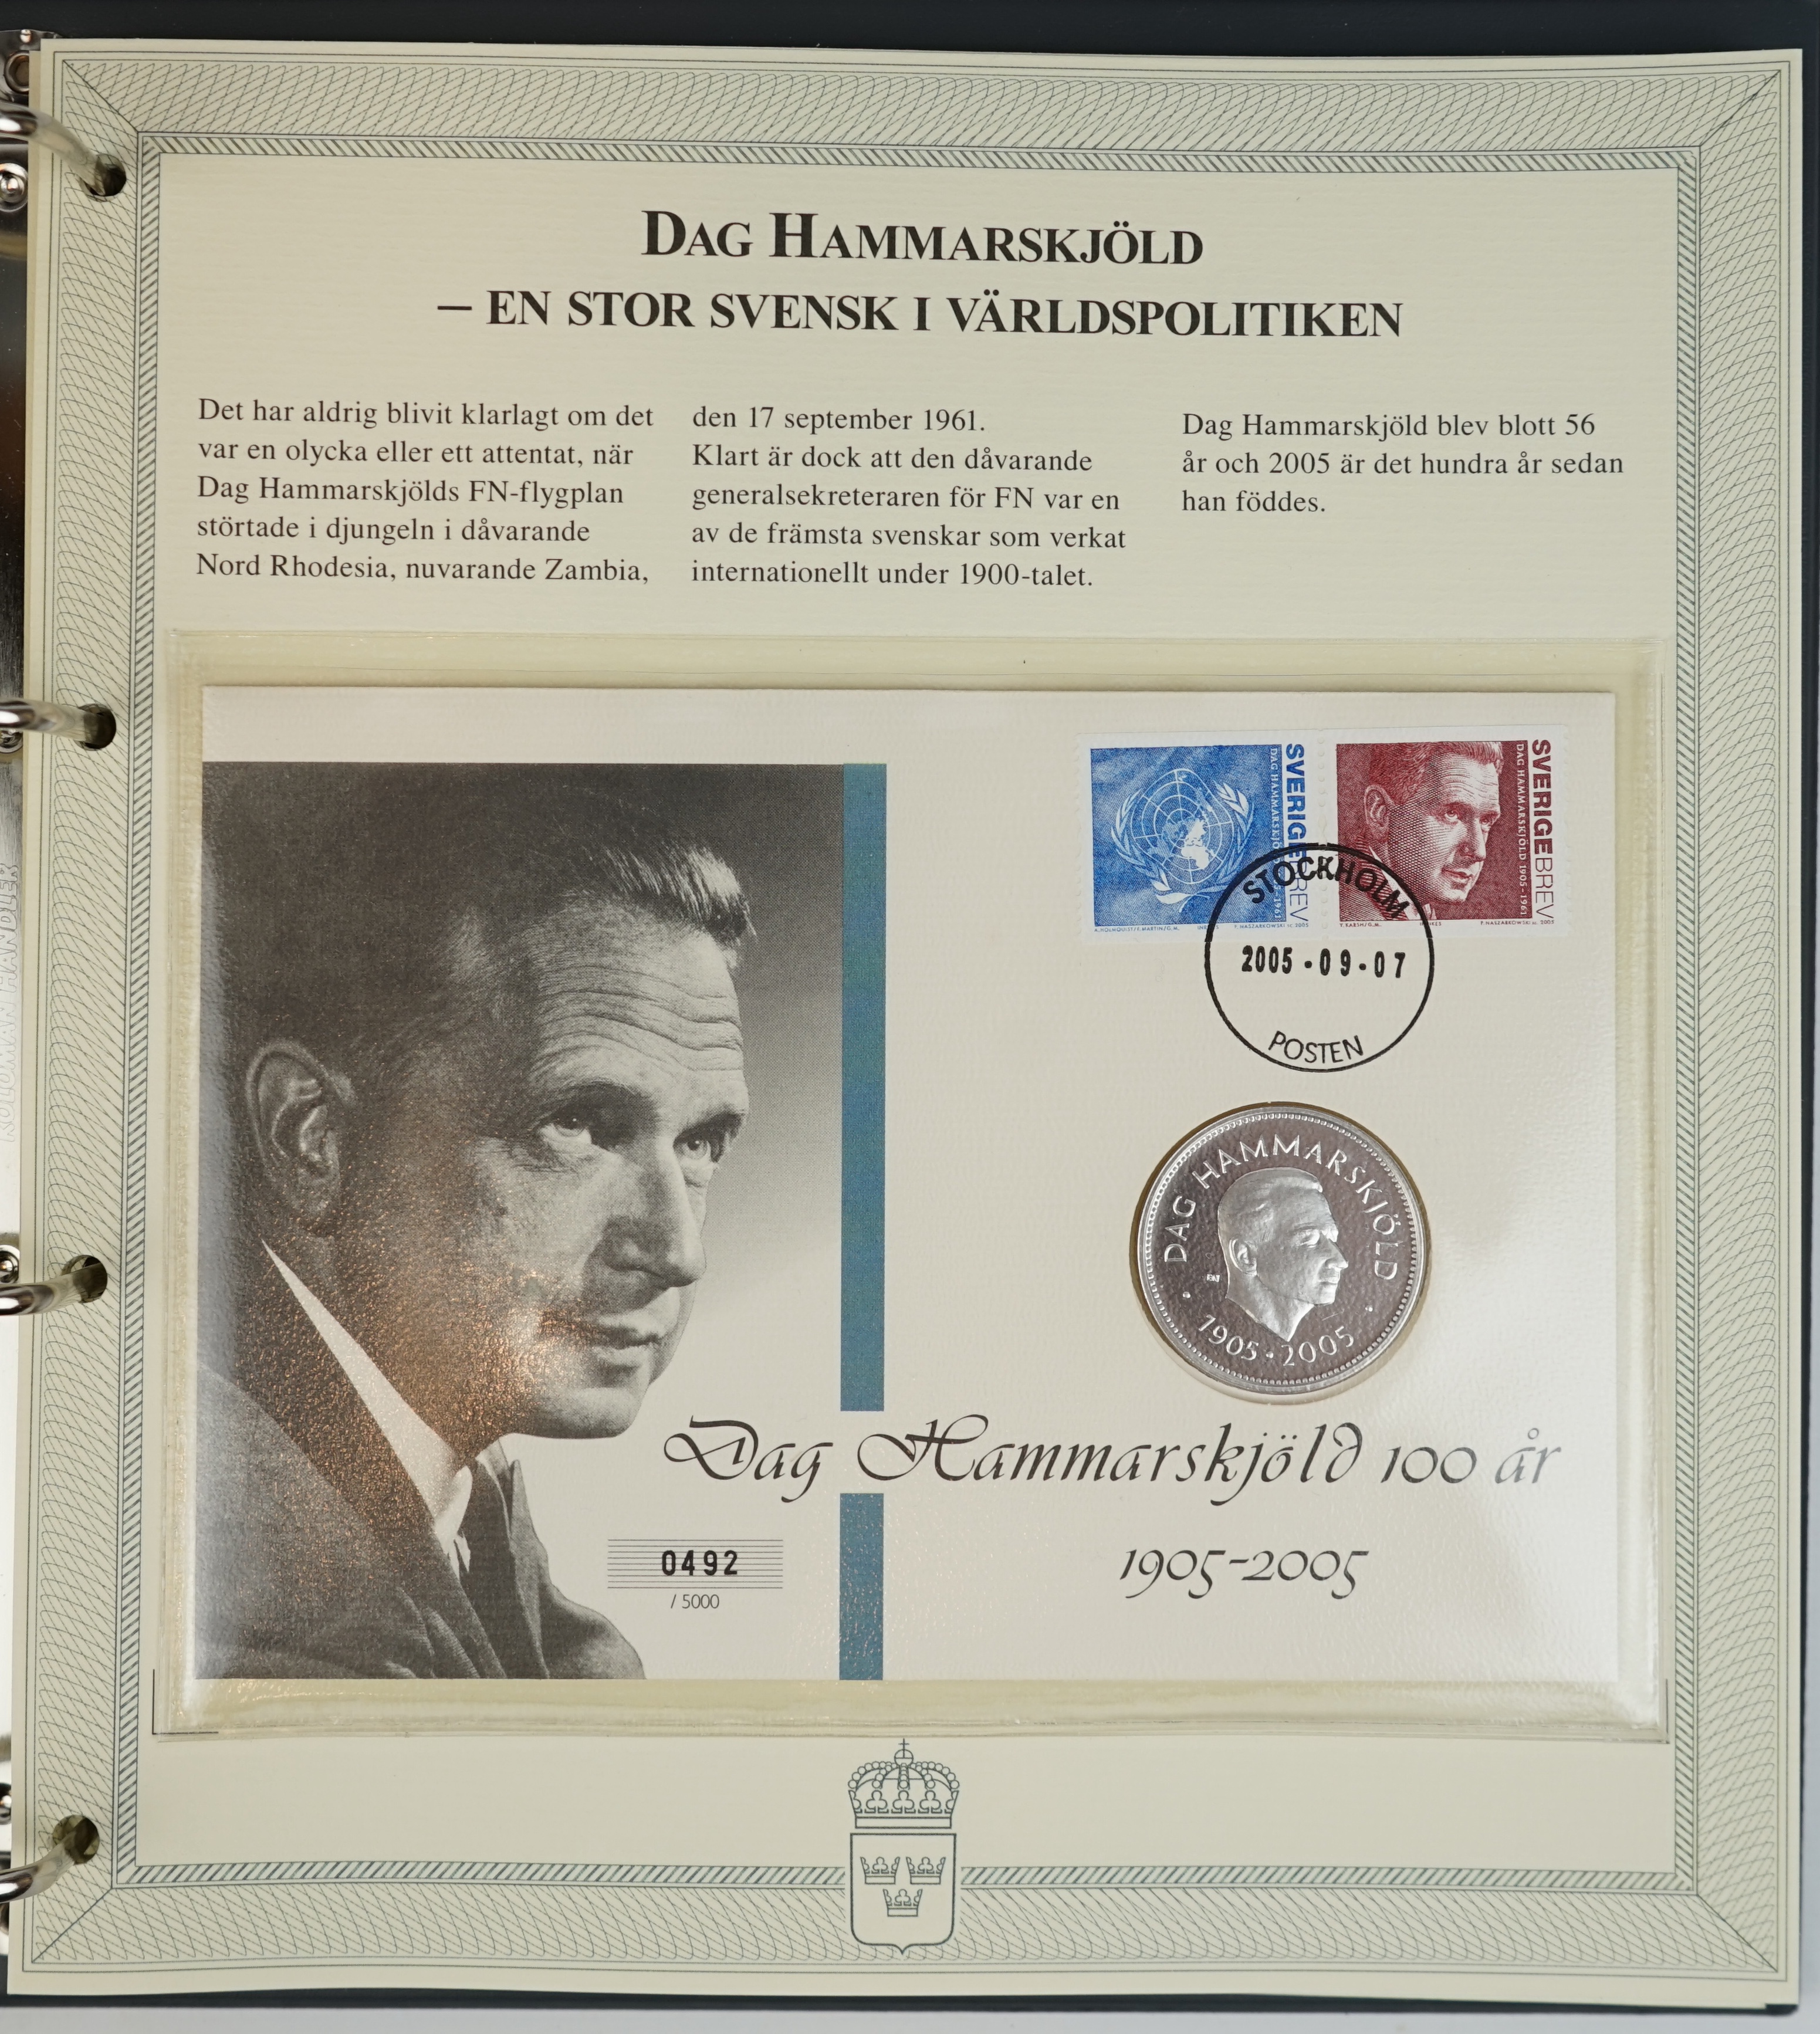 DAG HAMMARSKJÖLD
– EN STOR SVENSK I VÄRLDSPOLITIKEN
Det har aldrig blivit klarlagt om det
var en olycka eller ett attentat, när
Dag Hammarskjölds FN-flygplan
störtade i djungeln i dåvarande
Nord Rhodesia, nuvarande Zambia,
den 17 september 1961.
Klart är dock att den dåvarande
generalsekreteraren för FN var en
av de främsta svenskar som verkat
internationellt under 1900-talet.
Dag Hammarskjöld blev blott 56
år och 2005 är det hundra år sedan
han föddes.
SVERIGE BREV
DAG HAMMARSKJÖLD 1905-1961
SVERIGE BREV
DAG HAMMARSKJÖLD 1905-1961
STOCKHOLM
2005-09-07
POSTEN
DAG HAMMARSKJÖLD
1905·2005
Dag Hammarskjöld 100 år
1905-2005
0492
/ 5000